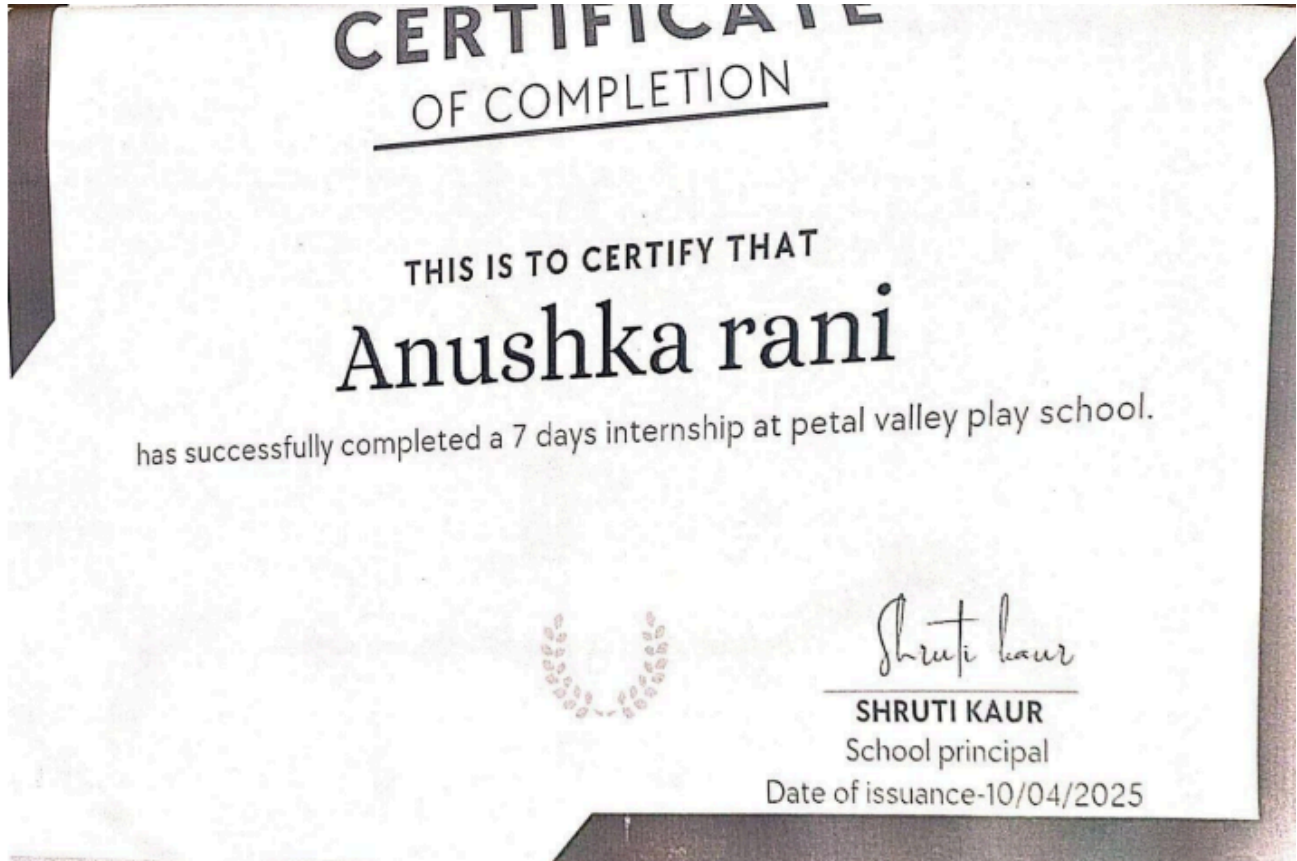 CERTIFICATE
OF COMPLETION
THIS IS TO CERTIFY THAT
Anushka rani
has successfully completed a 7 days internship at petal valley play school.
Shruti kaur
SHRUTI KAUR
School principal
Date of issuance-10/04/2025